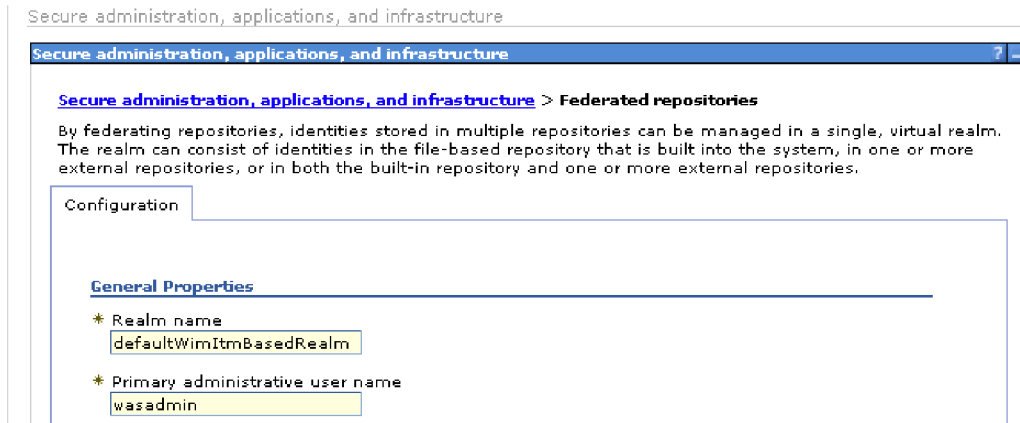 Secure administration, applications, and infrastructure
Secure administration, applications, and infrastructure ? _
Secure administration, applications, and infrastructure > Federated repositories
By federating repositories, identities stored in multiple repositories can be managed in a single, virtual realm.
The realm can consist of identities in the file-based repository that is built into the system, in one or more
external repositories, or in both the built-in repository and one or more external repositories.
Configuration
General Properties
* Realm name
defaultWimItmBasedRealm
* Primary administrative user name
wasadmin